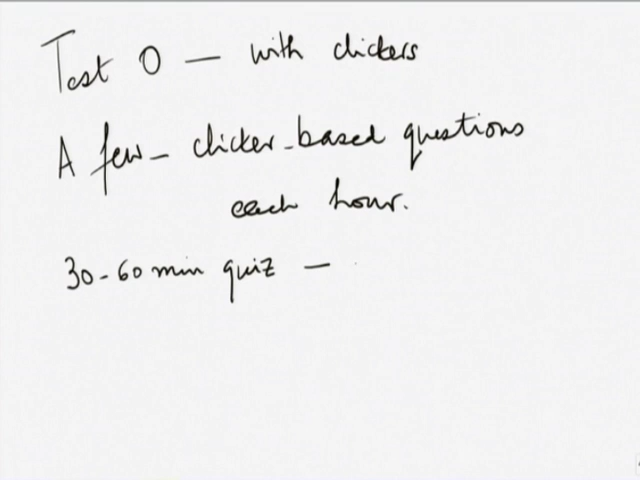 Test 0 — with clickers
A few - clicker-based questions
each hour.
30-60 min quiz —